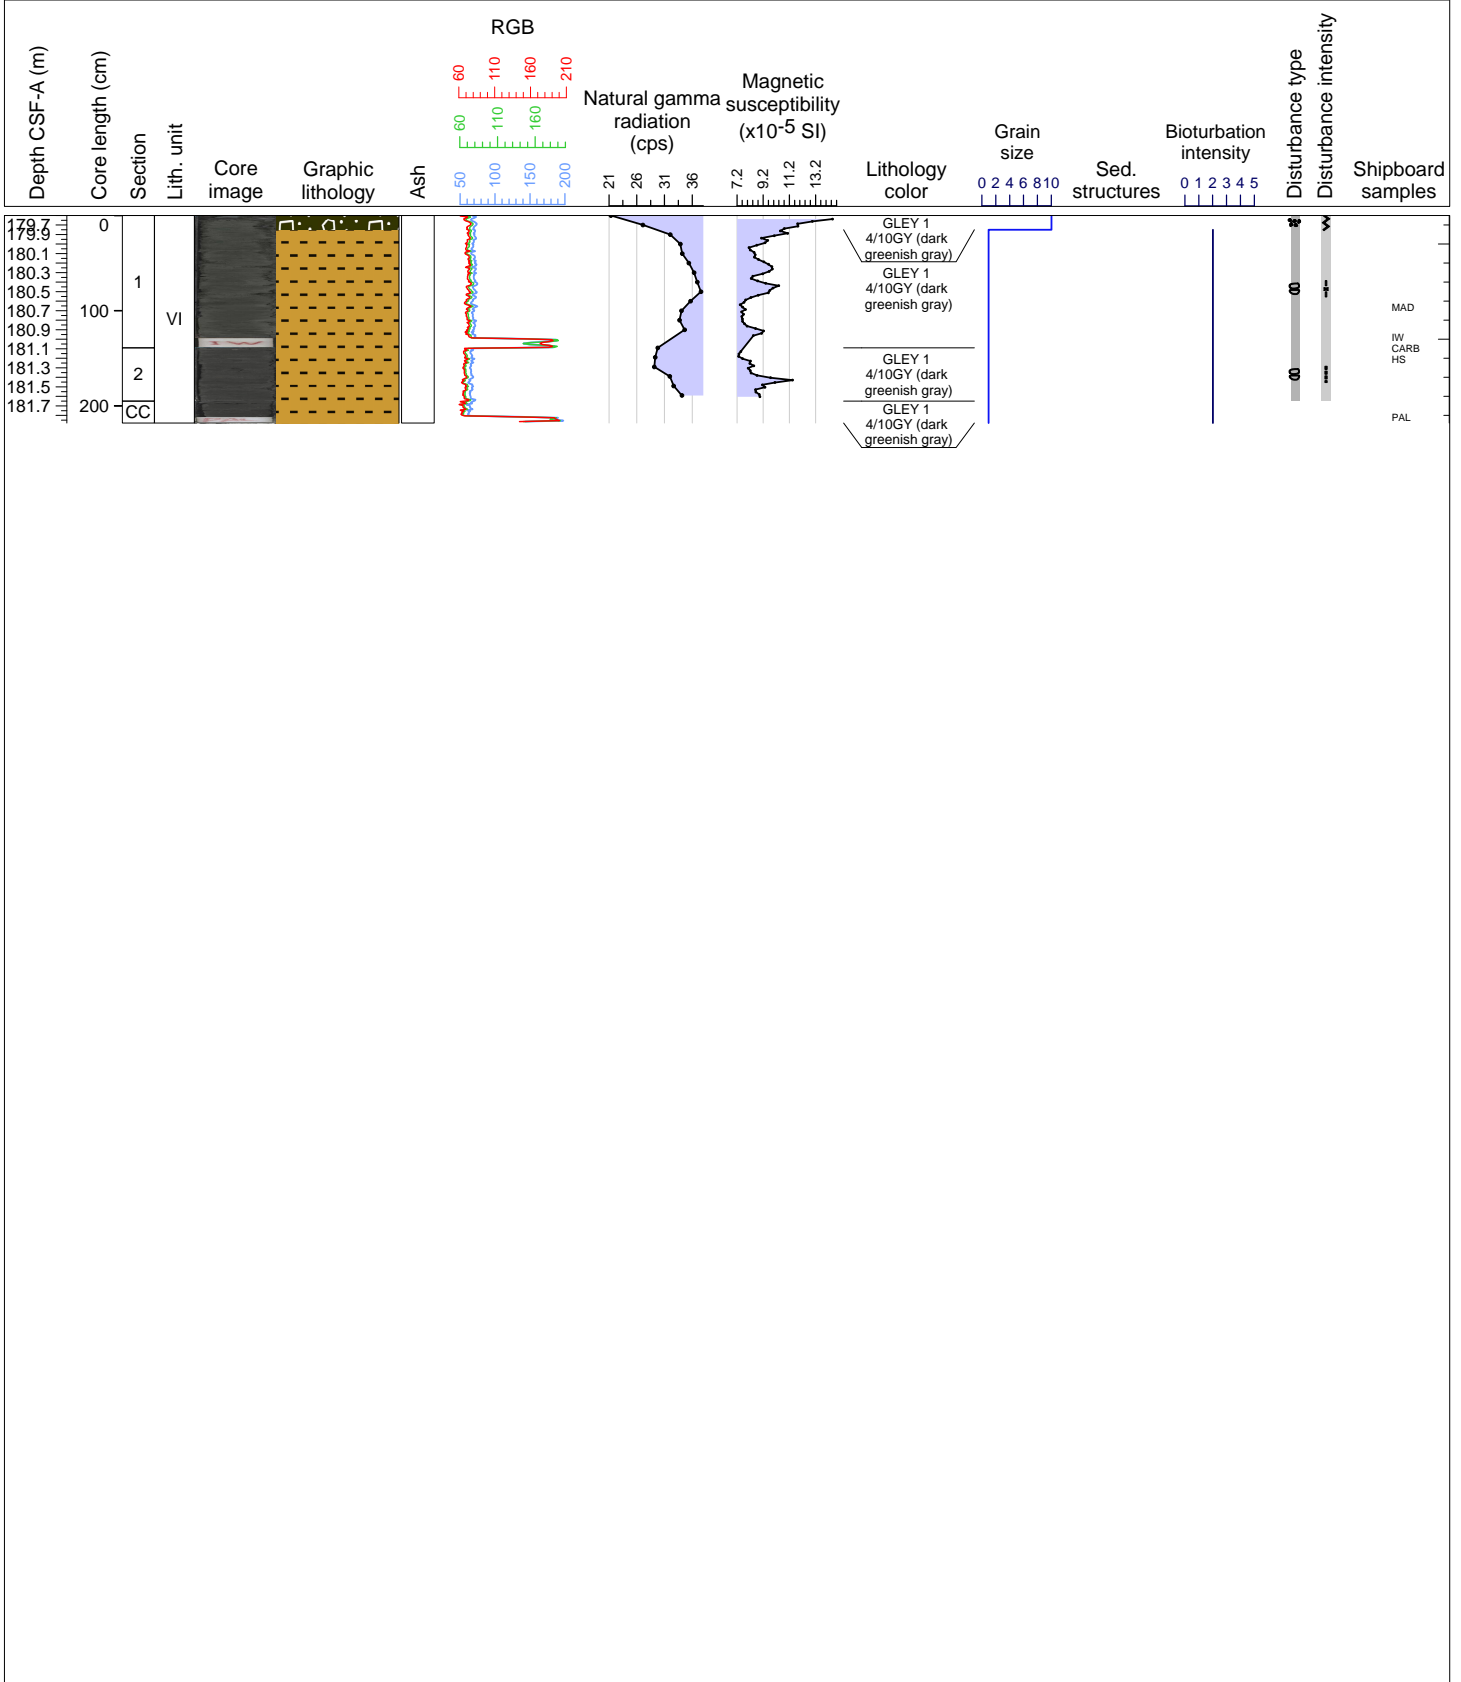 RGB
60 110 160 210
60 110 160
50 100 150 200
Depth CSF-A (m)
Core length (cm)
Section
Lith. unit
Core
image
Graphic
lithology
Ash
Natural gamma
radiation
(cps)
21 26 31 36
Magnetic
susceptibility
(x10-5 SI)
7.2 9.2 11.2 13.2
Lithology
color
Grain
size
0 2 4 6 8 10
Sed.
structures
Bioturbation
intensity
0 1 2 3 4 5
Disturbance type
Disturbance intensity
Shipboard
samples
179.7
179.9
180.1
180.3
180.5
180.7
180.9
181.1
181.3
181.5
181.7
0
100
200
1
2
CC
VI
IW
GLEY 1
4/10GY (dark
greenish gray)
GLEY 1
4/10GY (dark
greenish gray)
GLEY 1
4/10GY (dark
greenish gray)
GLEY 1
4/10GY (dark
greenish gray)
MAD
IW
CARB
HS
PAL